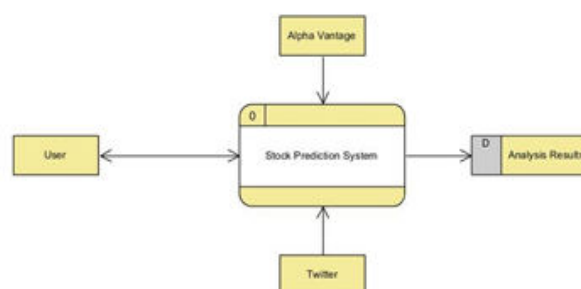 Alpha Vantage
0
User
Stock Prediction System
D
Analysis Results
Twitter